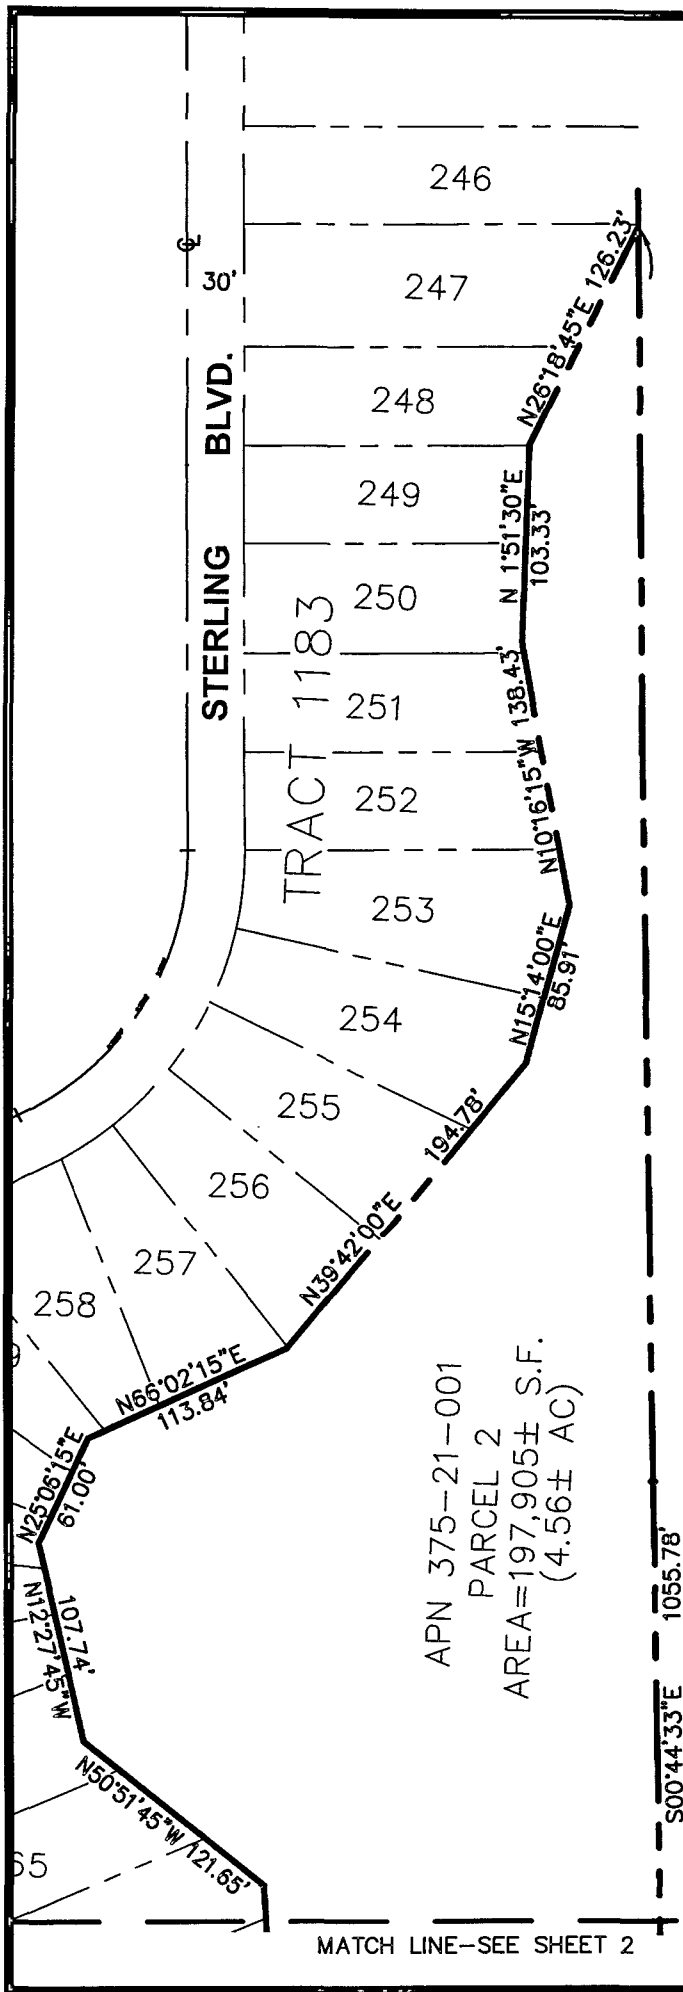 246
℄
30'
247
N26°18'45"E 126.23'
STERLING BLVD.
248
249
N 1°51'30"E
103.33'
250
TRACT 1183
251
N10°16'15"W 138.43'
252
253
N15°14'00"E
85.91'
254
255
N39°42'00"E 194.78'
256
257
258
9
N66°02'15"E
113.84'
N25°06'15"E
61.00'
APN 375-21-001
PARCEL 2
AREA=197,905± S.F.
(4.56± AC)
107.74'
N12°27'45"W
S00°44'33"E 1055.78'
N50°51'45"W 121.65'
65
MATCH LINE-SEE SHEET 2